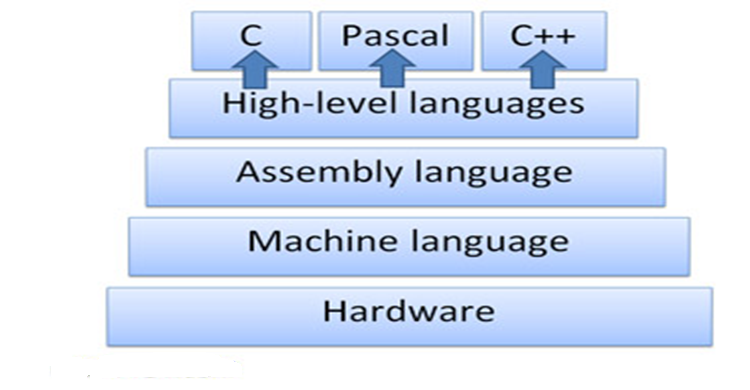 C Pascal C++
High-level languages
Assembly language
Machine language
Hardware